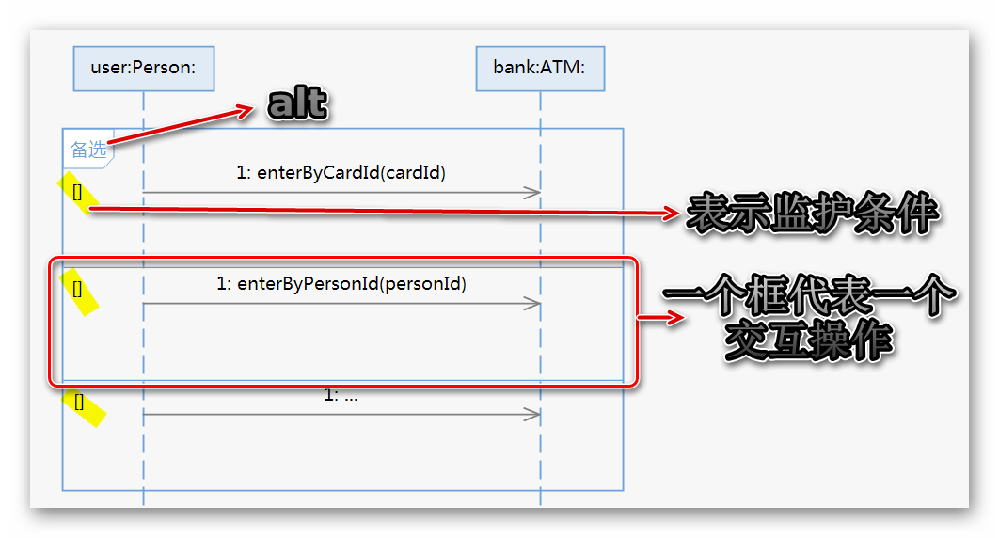 user:Person:
bank:ATM:
alt
备选
1: enterByCardId(cardId)
[]
表示监护条件
[]
1: enterByPersonId(personId)
一个框代表一个
交互操作
[]
1: ...